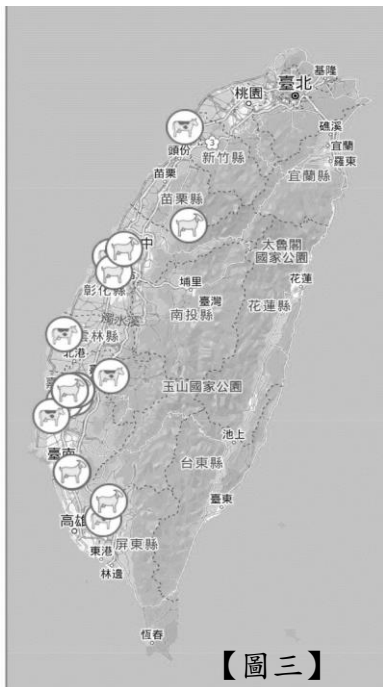 基隆
臺北
桃園
礁溪
宜蘭
羅東
頭份
3
新竹縣
宜蘭縣
苗栗
苗栗縣
太魯閣
國家公園
中
花蓮
彰化縣
埔里
臺灣
南投縣
花蓮縣
濁水溪
雲林縣
北港
玉山國家公園
池上
臺南
台東縣
臺東
高雄
屏東縣
東港
林邊
恆春
【圖三】